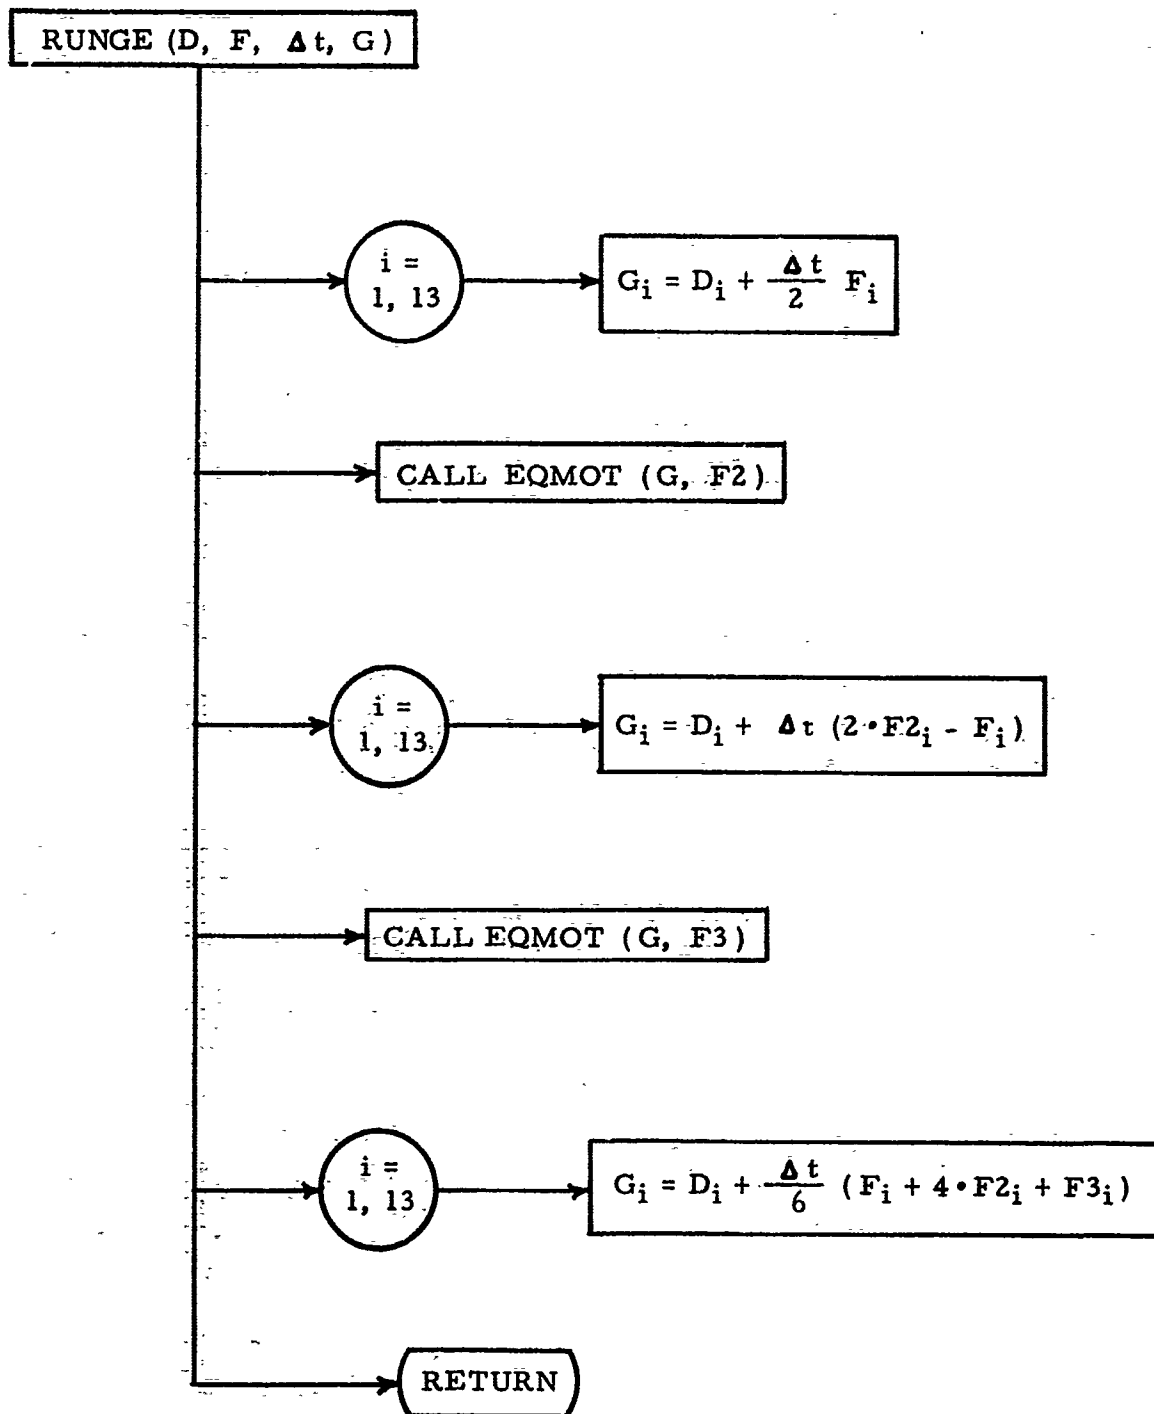 RUNGE (D, F, Δt, G)
i =
1, 13
Gᵢ = Dᵢ + Δt/2 Fᵢ
CALL EQMOT (G, F2)
i =
1, 13
Gᵢ = Dᵢ + Δt (2•F2ᵢ - Fᵢ)
CALL EQMOT (G, F3)
i =
1, 13
Gᵢ = Dᵢ + Δt/6 (Fᵢ + 4•F2ᵢ + F3ᵢ)
RETURN